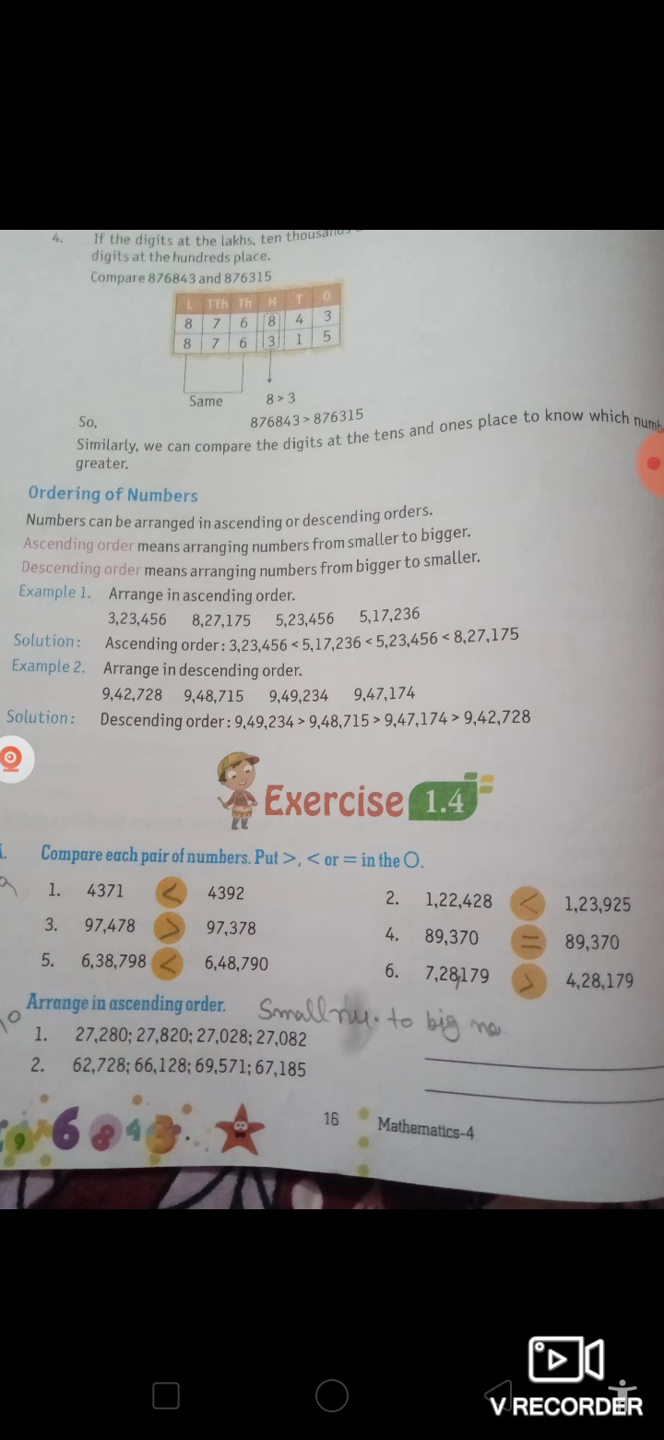 4. If the digits at the lakhs, ten thousands
digits at the hundreds place.
Compare 876843 and 876315
L TTh Th H T O
8 7 6 8 4 3
8 7 6 3 1 5
Same 8 > 3
So, 876843 > 876315
Similarly, we can compare the digits at the tens and ones place to know which
greater.
Ordering of Numbers
Numbers can be arranged in ascending or descending orders.
Ascending order means arranging numbers from smaller to bigger.
Descending order means arranging numbers from bigger to smaller.
Example 1. Arrange in ascending order.
3,23,456 8,27,175 5,23,456 5,17,236
Solution: Ascending order : 3,23,456 < 5,17,236 < 5,23,456 < 8,27,175
Example 2. Arrange in descending order.
9,42,728 9,48,715 9,49,234 9,47,174
Solution: Descending order : 9,49,234 > 9,48,715 > 9,47,174 > 9,42,728
Exercise 1.4
Compare each pair of numbers. Put >, < or = in the O.
1. 4371 < 4392
2. 1,22,428 < 1,23,925
3. 97,478 > 97,378
4. 89,370 = 89,370
5. 6,38,798 < 6,48,790
6. 7,28,179 > 4,28,179
Arrange in ascending order. Small nu. to big no
1. 27,280; 27,820; 27,028; 27,082
2. 62,728; 66,128; 69,571; 67,185
9 6 8 4 3
16 Mathematics-4
V RECORDER